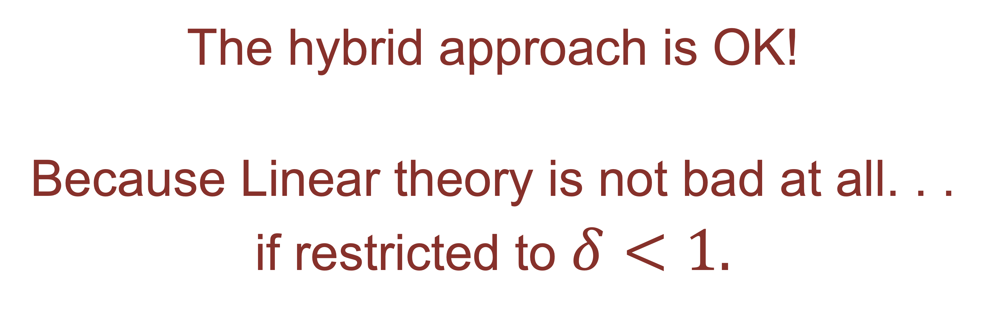 The hybrid approach is OK!
Because Linear theory is not bad at all. . .
if restricted to 𝛿 < 1.